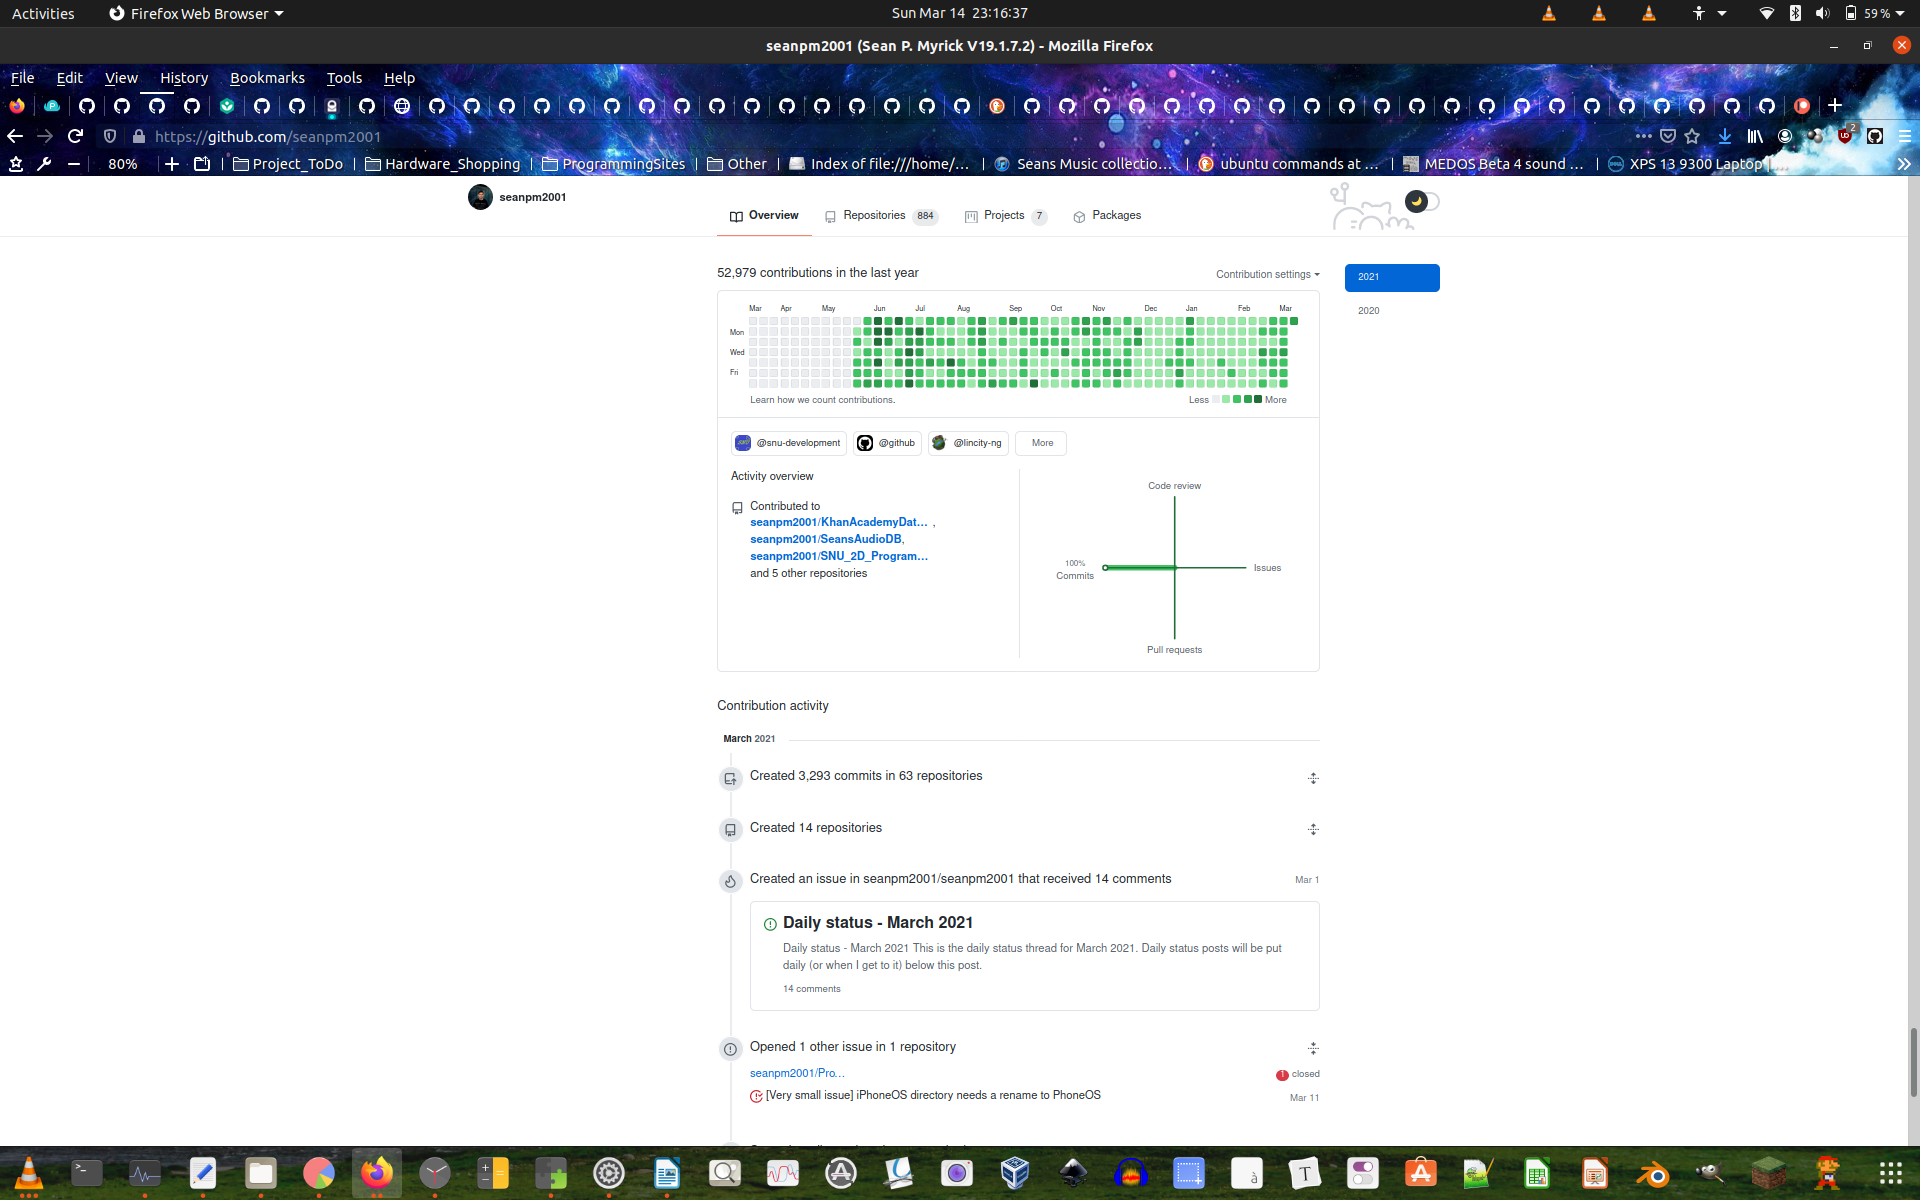 Activities Firefox Web Browser Sun Mar 14 23:16:37 59 %
seanpm2001 (Sean P. Myrick V19.1.7.2) - Mozilla Firefox
File Edit View History Bookmarks Tools Help
https://github.com/seanpm2001 2
80% Project_ToDo Hardware_Shopping ProgrammingSites Other Index of file:///home/... Seans Music collectio... ubuntu commands at ... MEDOS Beta 4 sound ... XPS 13 9300 Laptop |...
seanpm2001
Overview Repositories 884 Projects 7 Packages
52,979 contributions in the last year Contribution settings
2021
2020
Mar Apr May Jun Jul Aug Sep Oct Nov Dec Jan Feb Mar
Mon
Wed
Fri
Learn how we count contributions. Less More
@snu-development @github @lincity-ng More
Activity overview
Contributed to
seanpm2001/KhanAcademyDat... ,
seanpm2001/SeansAudioDB,
seanpm2001/SNU_2D_Program...
and 5 other repositories
Code review
100%
Commits
Issues
Pull requests
Contribution activity
March 2021
Created 3,293 commits in 63 repositories
Created 14 repositories
Created an issue in seanpm2001/seanpm2001 that received 14 comments Mar 1
Daily status - March 2021
Daily status - March 2021 This is the daily status thread for March 2021. Daily status posts will be put
daily (or when I get to it) below this post.
14 comments
Opened 1 other issue in 1 repository
seanpm2001/Pro... 1 closed
[Very small issue] iPhoneOS directory needs a rename to PhoneOS Mar 11